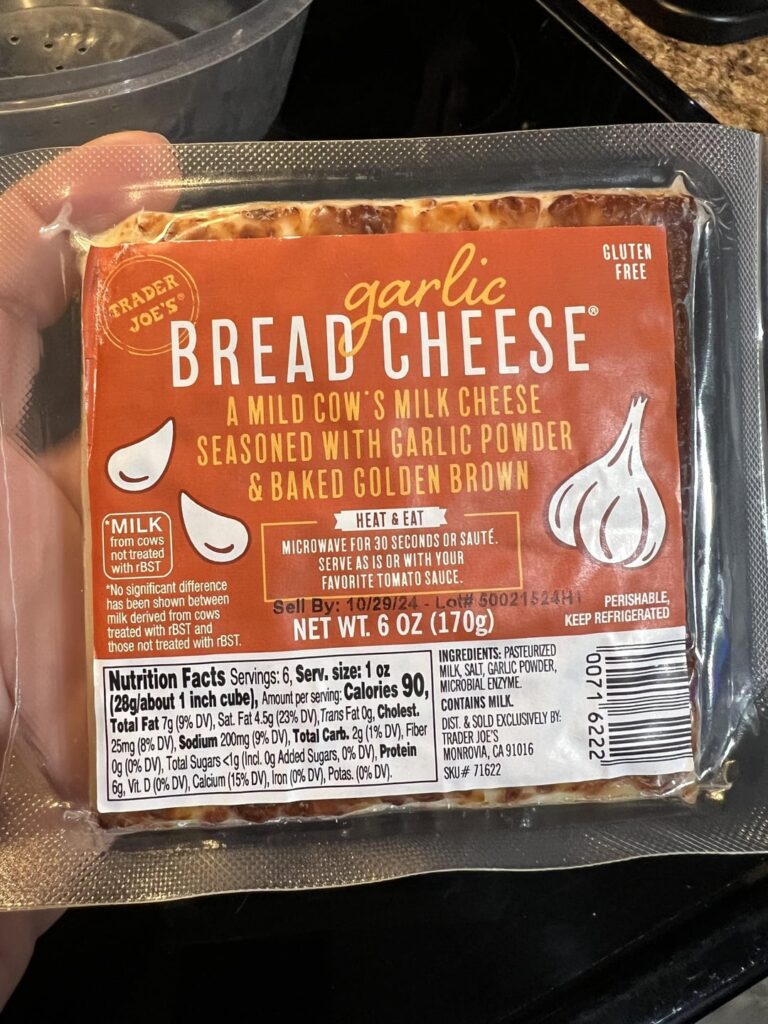 TRADER
JOE'S®
GLUTEN
FREE
garlic
BREAD CHEESE®
A MILD COW'S MILK CHEESE
SEASONED WITH GARLIC POWDER
& BAKED GOLDEN BROWN
HEAT & EAT
MICROWAVE FOR 30 SECONDS OR SAUTÉ.
SERVE AS IS OR WITH YOUR
FAVORITE TOMATO SAUCE.
*MILK
from cows
not treated
with rBST
*No significant difference
has been shown between
milk derived from cows
treated with rBST and
those not treated with rBST.
Sell By: 10/29/24 - Lot# 50021524H1
NET WT. 6 OZ (170g)
PERISHABLE,
KEEP REFRIGERATED
Nutrition Facts Servings: 6, Serv. size: 1 oz
(28g/about 1 inch cube), Amount per serving: Calories 90,
Total Fat 7g (9% DV), Sat. Fat 4.5g (23% DV), Trans Fat 0g, Cholest.
25mg (8% DV), Sodium 200mg (9% DV), Total Carb. 2g (1% DV), Fiber
0g (0% DV), Total Sugars <1g (Incl. 0g Added Sugars, 0% DV), Protein
6g, Vit. D (0% DV), Calcium (15% DV), Iron (0% DV), Potas. (0% DV).
INGREDIENTS: PASTEURIZED
MILK, SALT, GARLIC POWDER,
MICROBIAL ENZYME.
CONTAINS MILK.
DIST. & SOLD EXCLUSIVELY BY:
TRADER JOE'S
MONROVIA, CA 91016
SKU# 71622
0071 6222